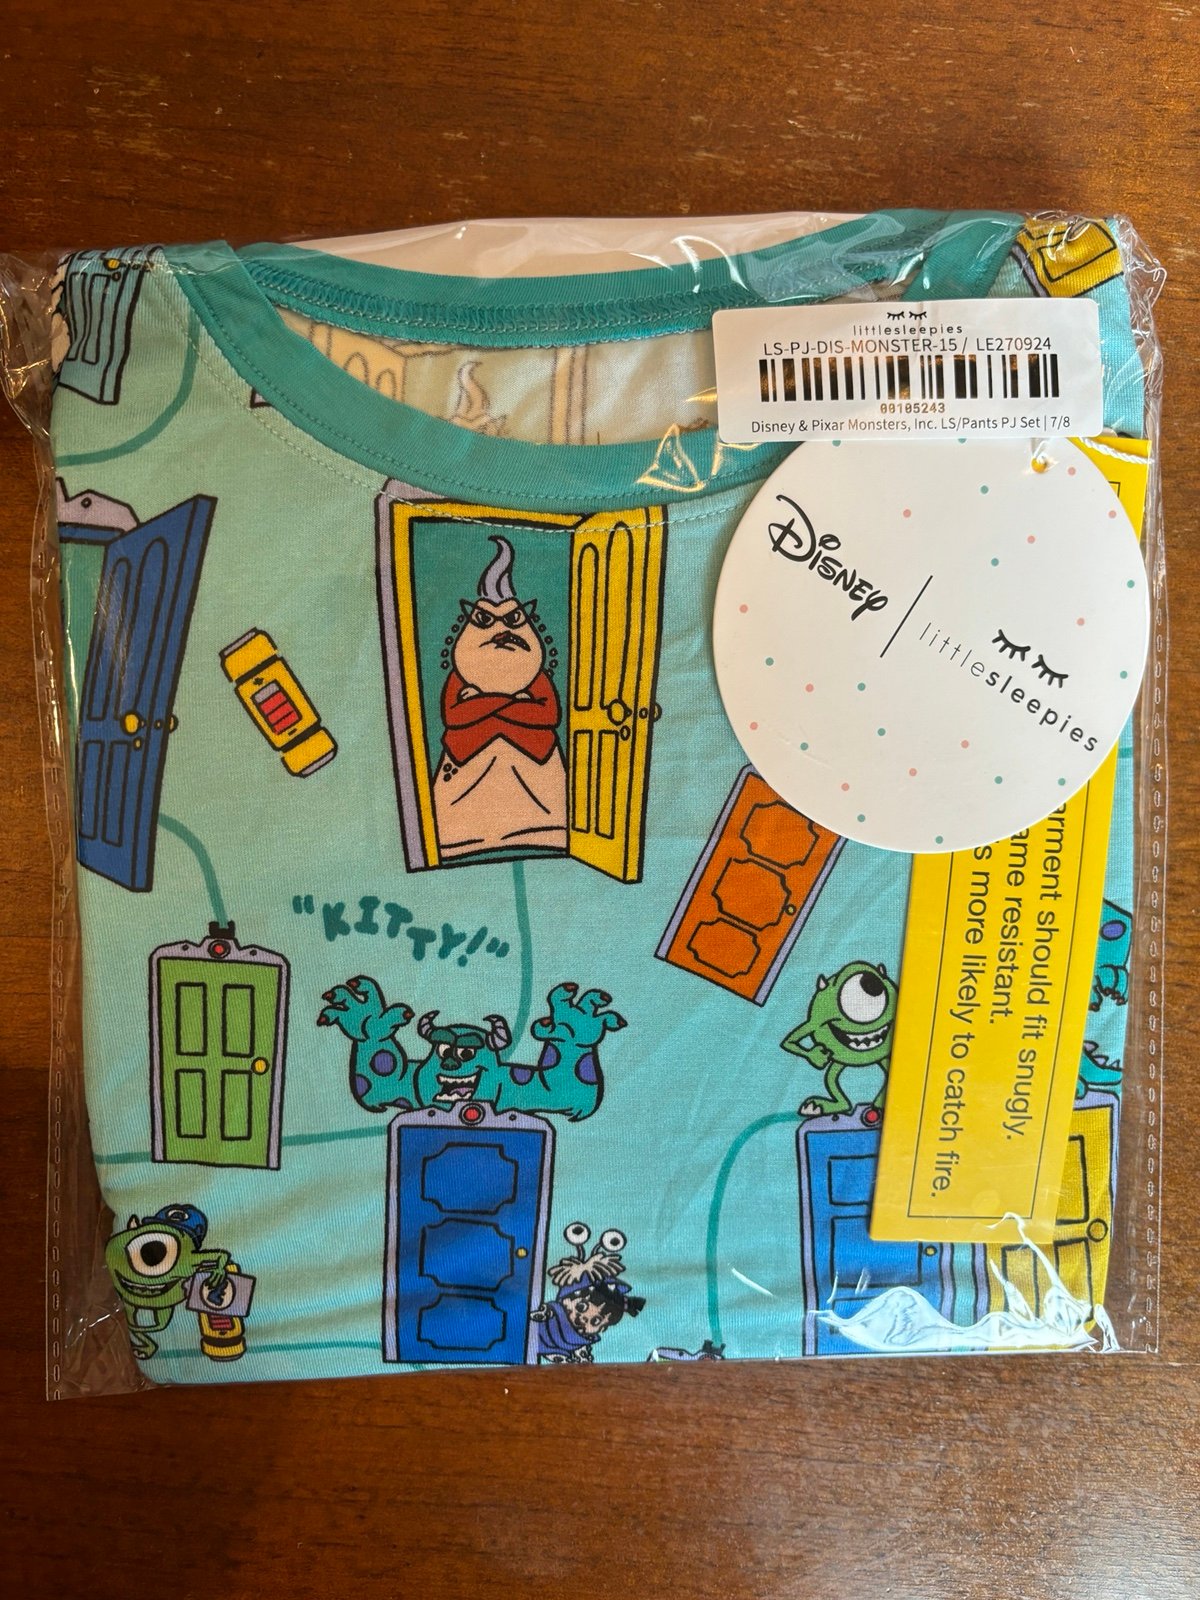 littlesleepies
LS-PJ-DIS-MONSTER-15 / LE270924
00105243
Disney & Pixar Monsters, Inc. LS/Pants PJ Set | 7/8
Disney | littlesleepies
arment should fit snugly.
ame resistant.
s more likely to catch fire.
"KITTY!"